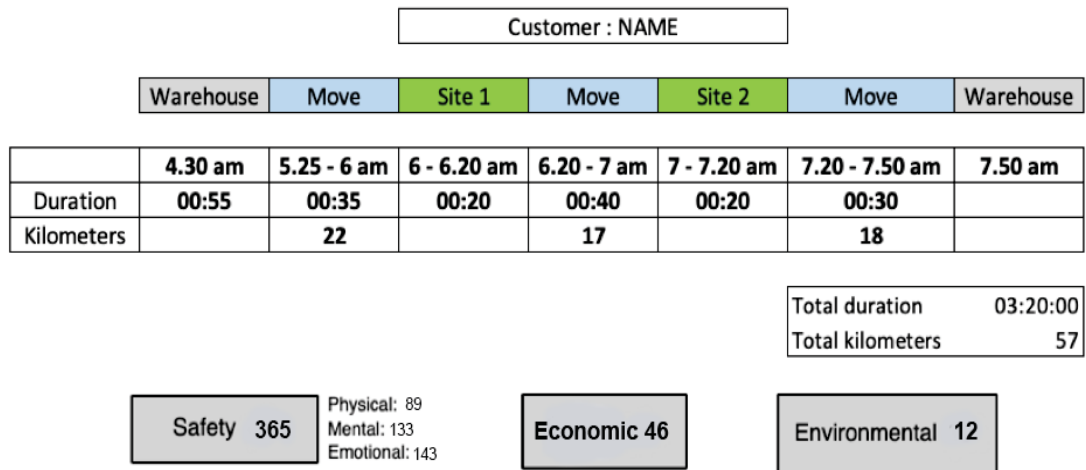 Customer : NAME
Warehouse Move Site 1 Move Site 2 Move Warehouse
4.30 am 5.25 - 6 am 6 - 6.20 am 6.20 - 7 am 7 - 7.20 am 7.20 - 7.50 am 7.50 am
Duration 00:55 00:35 00:20 00:40 00:20 00:30
Kilometers 22 17 18
Total duration 03:20:00
Total kilometers 57
Safety 365
Physical: 89
Mental: 133
Emotional: 143
Economic 46
Environmental 12